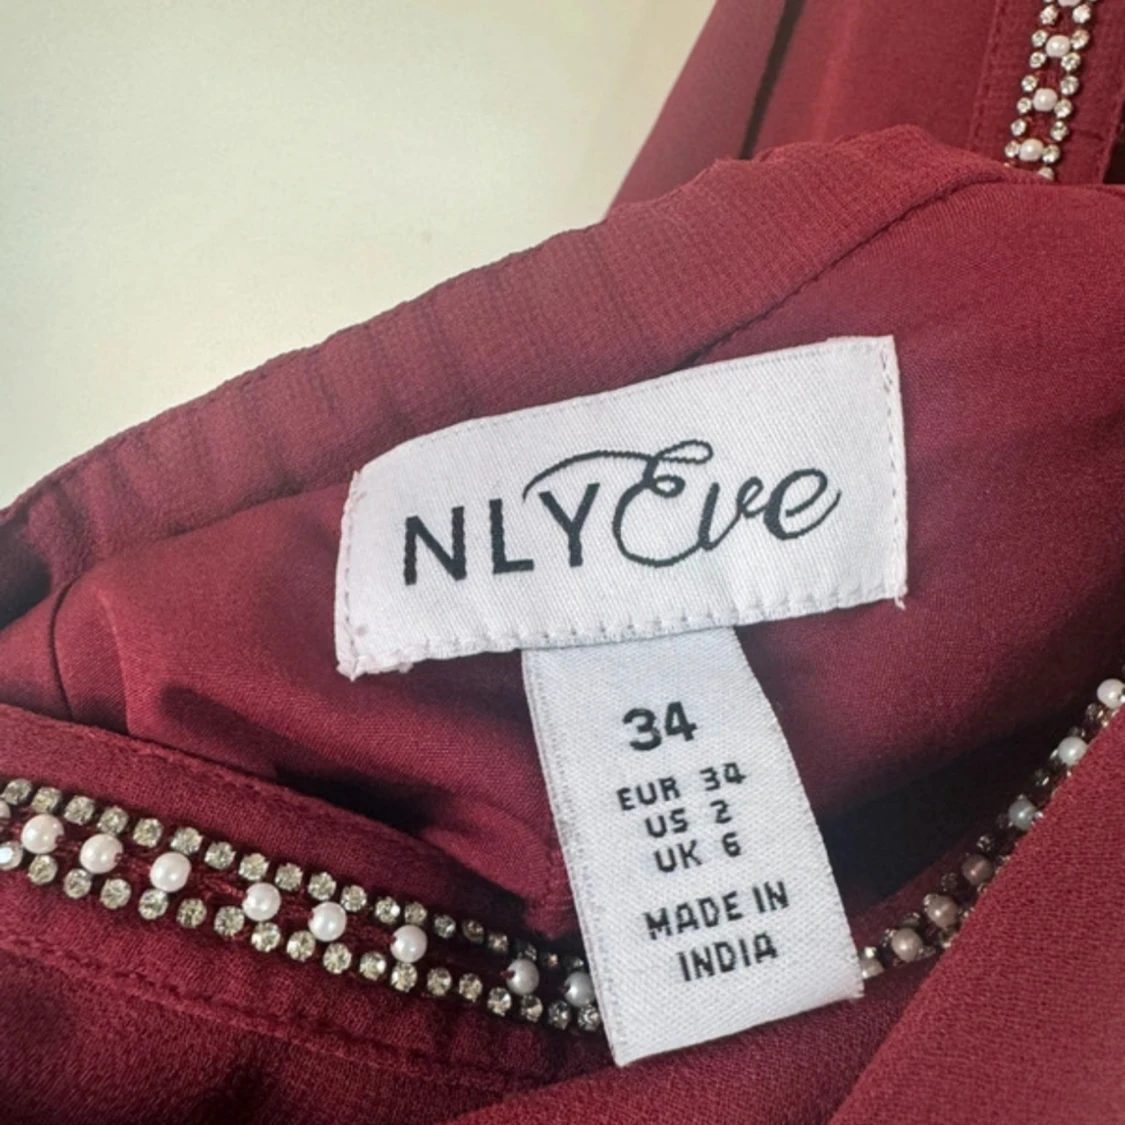 NLYEve
34
EUR 34
US 2
UK 6
MADE IN
INDIA